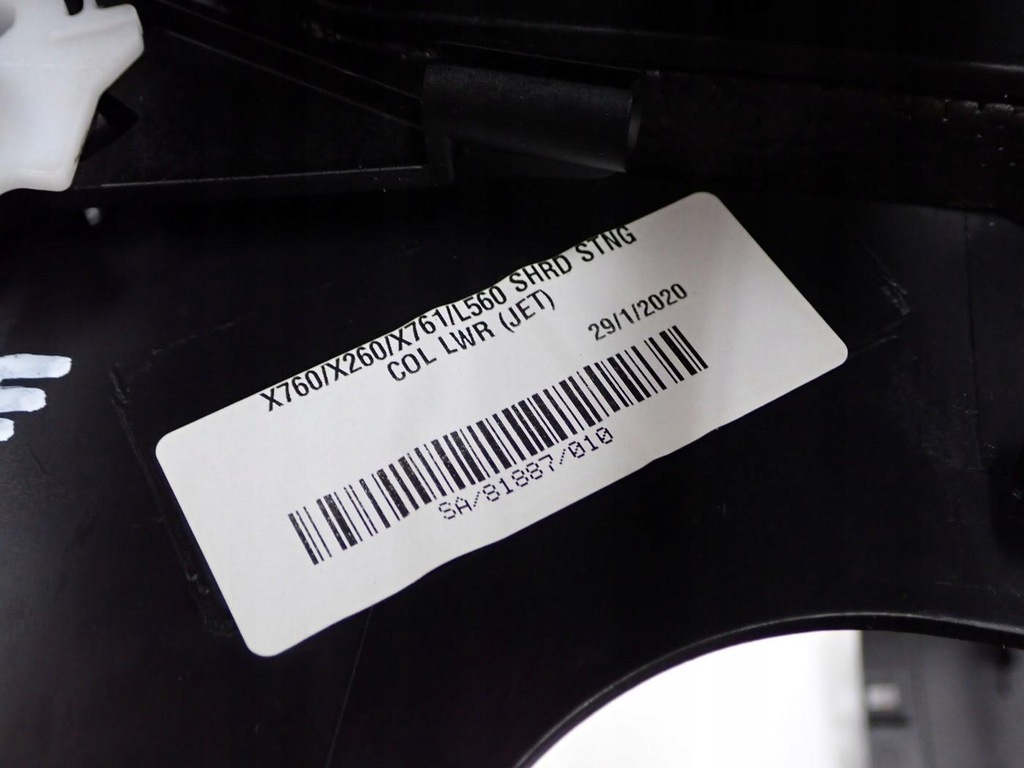 X760/X260/X761/L560 SHRD STNG
COL LWR (JET)
29/1/2020
SA/81887/010